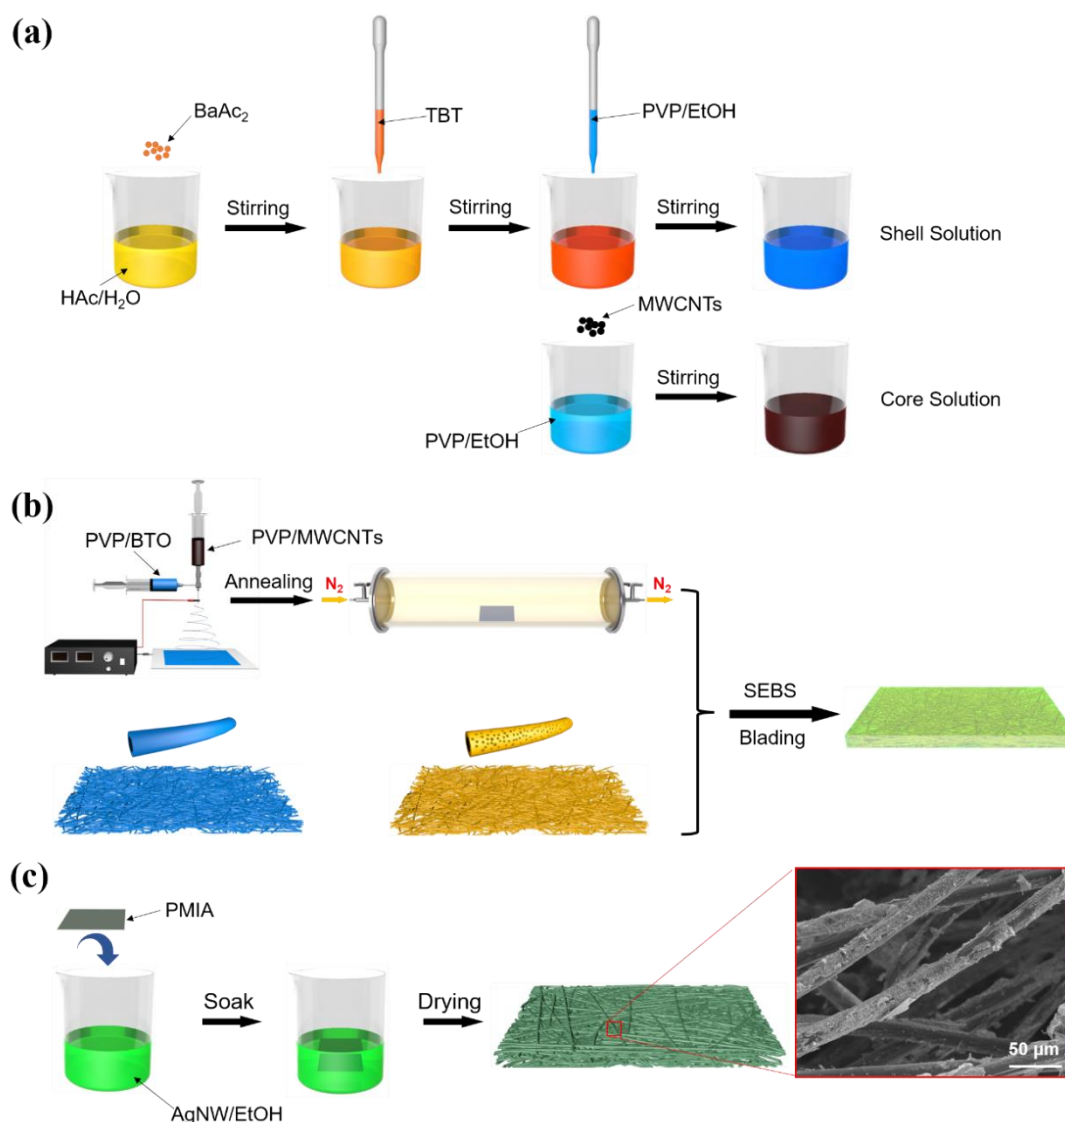 (a)
BaAc₂
TBT
PVP/EtOH
Stirring
Stirring
Stirring
Shell Solution
HAc/H₂O
MWCNTs
Stirring
Core Solution
PVP/EtOH
(b)
PVP/BTO
PVP/MWCNTs
Annealing
N₂
N₂
SEBS
Blading
(c)
PMIA
Soak
Drying
50 µm
AgNW/EtOH